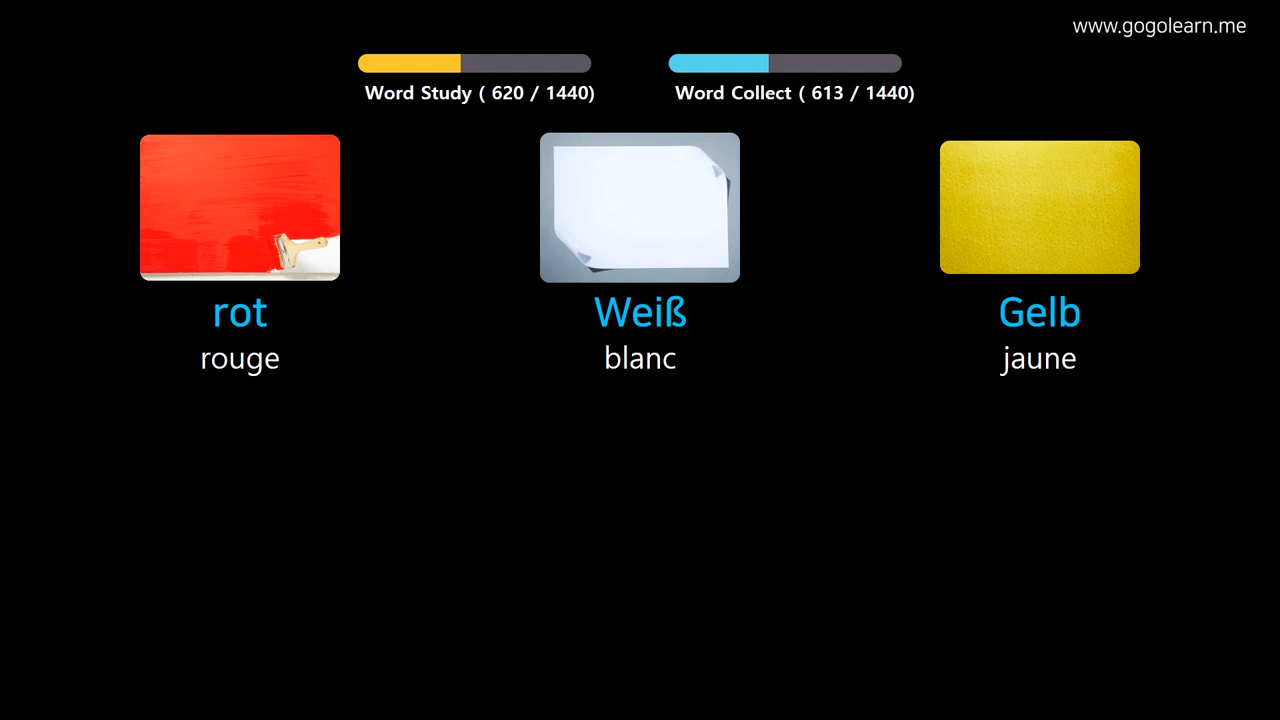 www.gogolearn.me
Word Study ( 620 / 1440)
Word Collect ( 613 / 1440)
rot
Weiß
Gelb
rouge
blanc
jaune